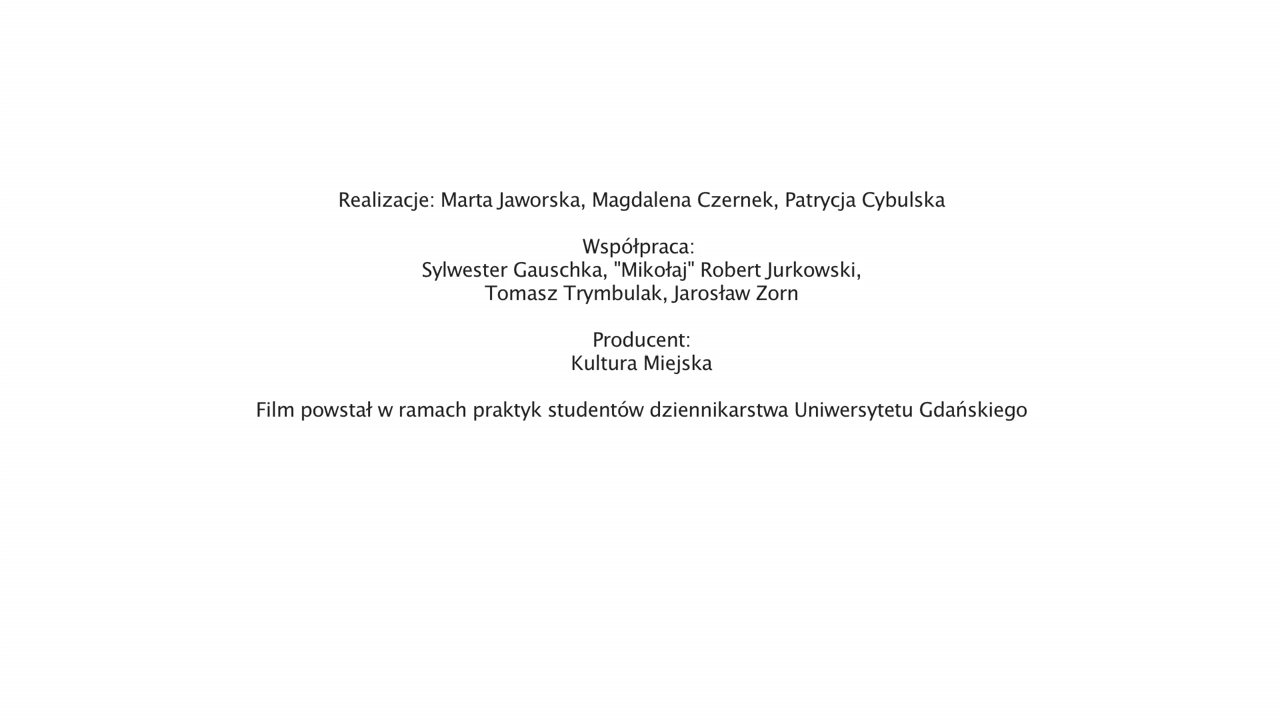 Realizacje: Marta Jaworska, Magdalena Czernek, Patrycja Cybulska
Współpraca:
Sylwester Gauschka, "Mikołaj" Robert Jurkowski,
Tomasz Trymbulak, Jarosław Zorn
Producent:
Kultura Miejska
Film powstał w ramach praktyk studentów dziennikarstwa Uniwersytetu Gdańskiego